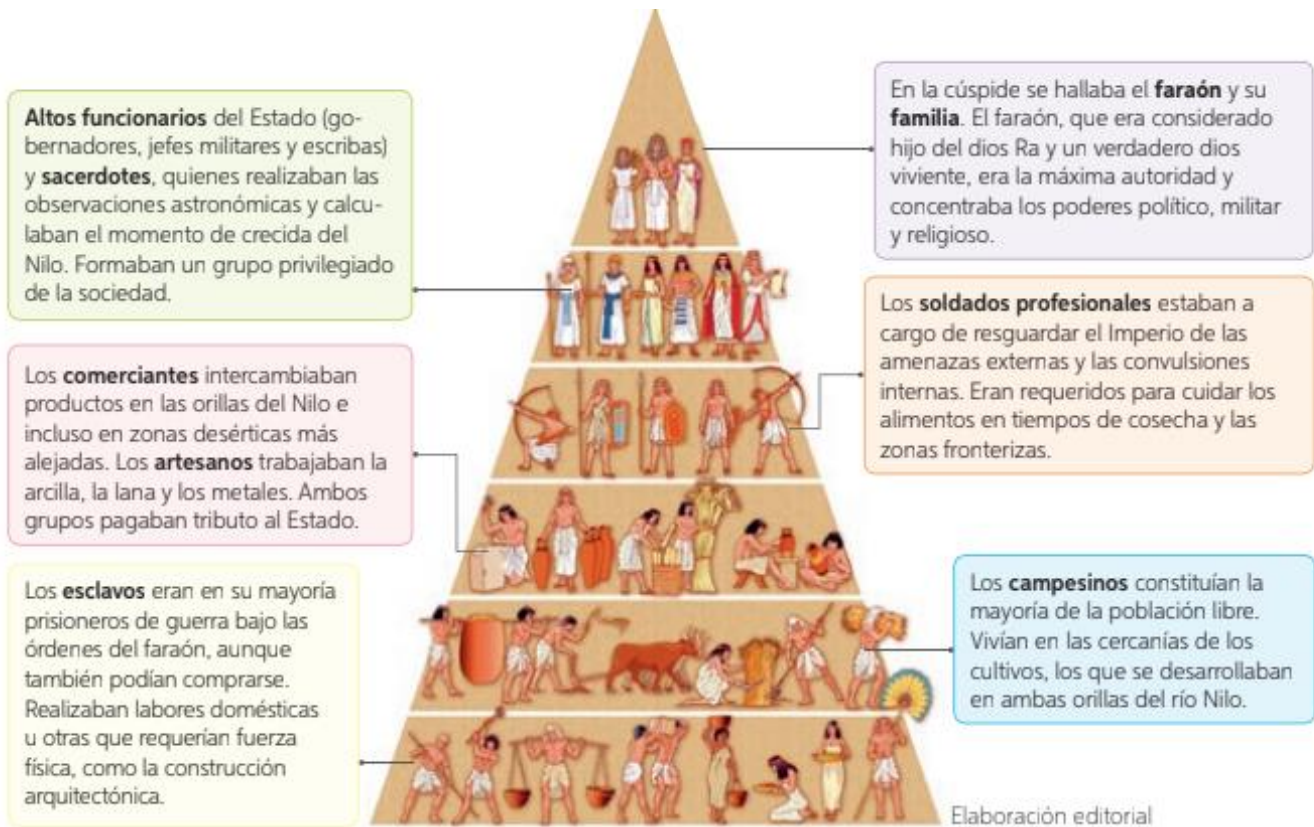 Altos funcionarios del Estado (go-
bernadores, jefes militares y escribas)
y sacerdotes, quienes realizaban las
observaciones astronómicas y calcu-
laban el momento de crecida del
Nilo. Formaban un grupo privilegiado
de la sociedad.
En la cúspide se hallaba el faraón y su
familia. El faraón, que era considerado
hijo del dios Ra y un verdadero dios
viviente, era la máxima autoridad y
concentraba los poderes político, militar
y religioso.
Los soldados profesionales estaban a
cargo de resguardar el Imperio de las
amenazas externas y las convulsiones
internas. Eran requeridos para cuidar los
alimentos en tiempos de cosecha y las
zonas fronterizas.
Los comerciantes intercambiaban
productos en las orillas del Nilo e
incluso en zonas desérticas más
alejadas. Los artesanos trabajaban la
arcilla, la lana y los metales. Ambos
grupos pagaban tributo al Estado.
Los campesinos constituían la
mayoría de la población libre.
Vivían en las cercanías de los
cultivos, los que se desarrollaban
en ambas orillas del río Nilo.
Los esclavos eran en su mayoría
prisioneros de guerra bajo las
órdenes del faraón, aunque
también podían comprarse.
Realizaban labores domésticas
u otras que requerían fuerza
física, como la construcción
arquitectónica.
Elaboración editorial